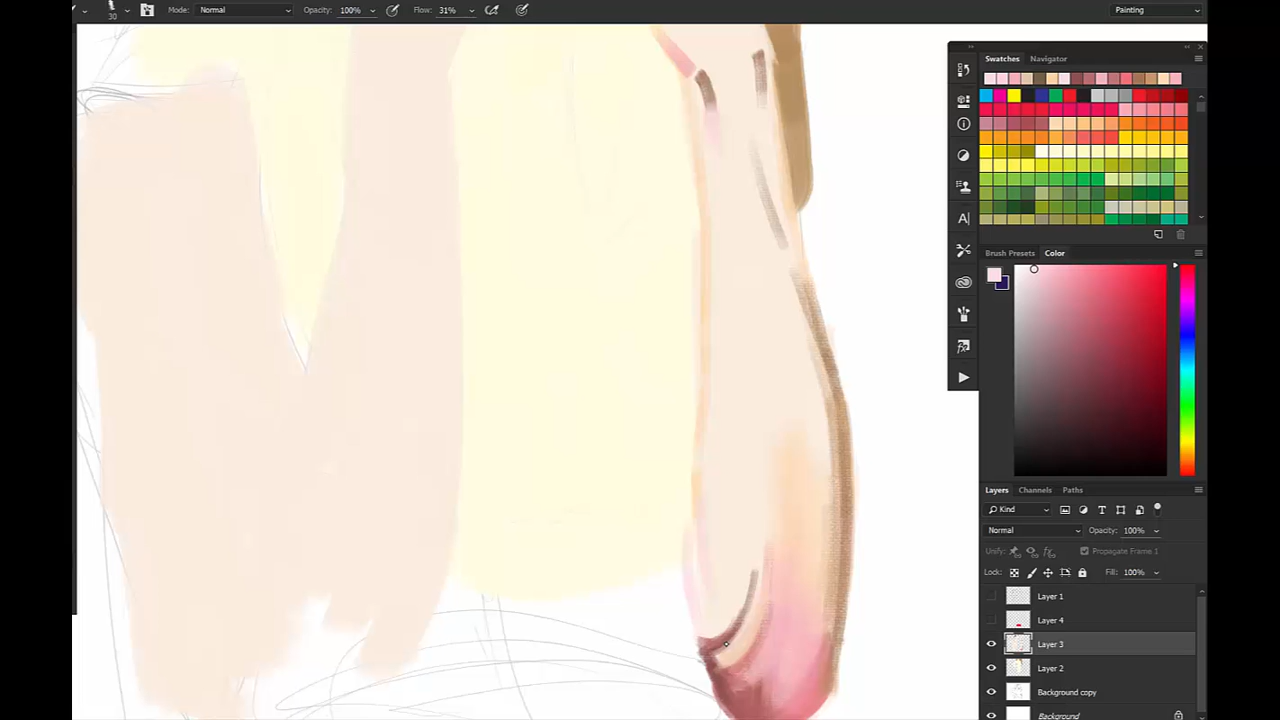 30
Mode: Normal Opacity: 100% Flow: 31% Painting
Swatches Navigator
A|
Brush Presets Color
Layers Channels Paths
Kind
Normal Opacity: 100%
Unify: Propagate Frame 1
Lock: Fill: 100%
Layer 1
Layer 4
Layer 3
Layer 2
Background copy
Background